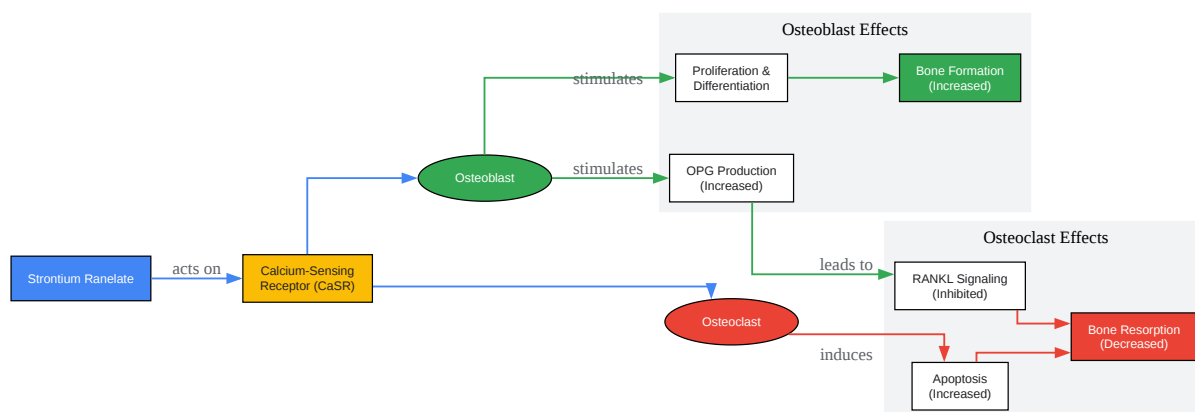 Osteoblast Effects
stimulates
Proliferation &
Differentiation
Bone Formation
(Increased)
Osteoblast
stimulates
OPG Production
(Increased)
Osteoclast Effects
Strontium Ranelate
acts on
Calcium-Sensing
Receptor (CaSR)
leads to
RANKL Signaling
(Inhibited)
Osteoclast
induces
Bone Resorption
(Decreased)
Apoptosis
(Increased)